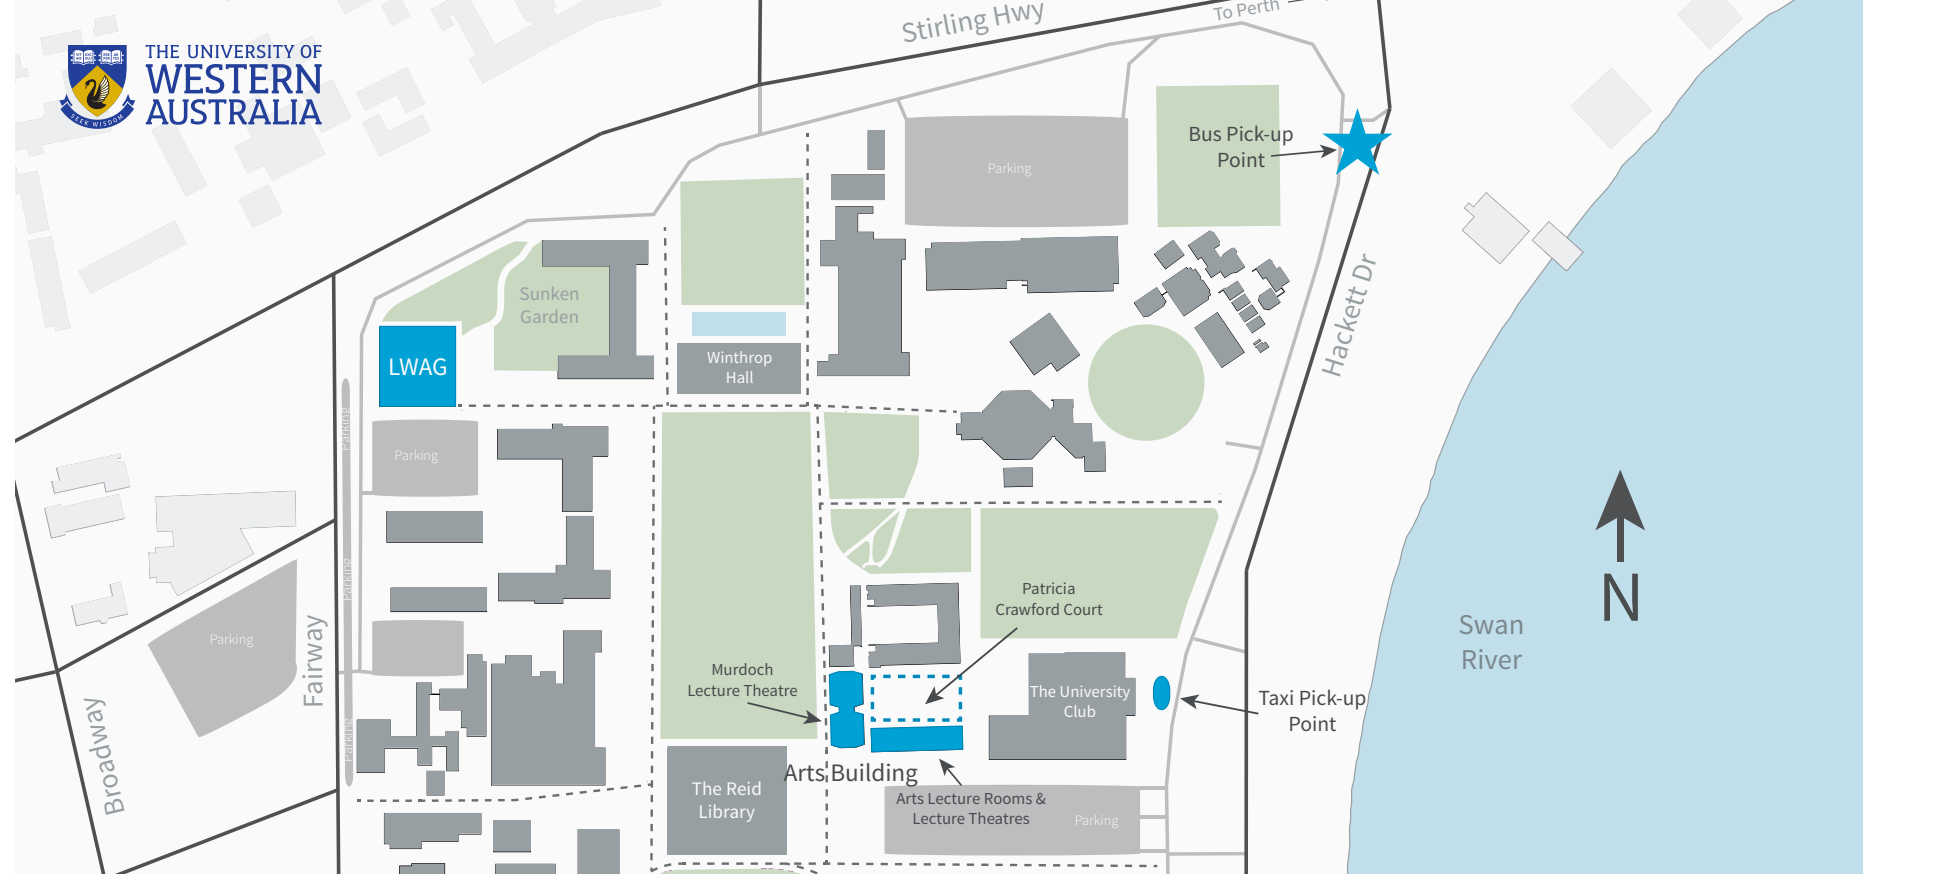 THE UNIVERSITY OF
WESTERN
AUSTRALIA
SEEK WISDOM
Stirling Hwy
To Perth
Bus Pick-up
Point
Parking
Hackett Dr
Sunken
Garden
LWAG
Winthrop
Hall
Parking
Parking
Parking
Parking
Parking
Fairway
Broadway
Patricia
Crawford Court
Murdoch
Lecture Theatre
The University
Club
Taxi Pick-up
Point
Swan
River
N
Arts Building
The Reid
Library
Arts Lecture Rooms &
Lecture Theatres
Parking